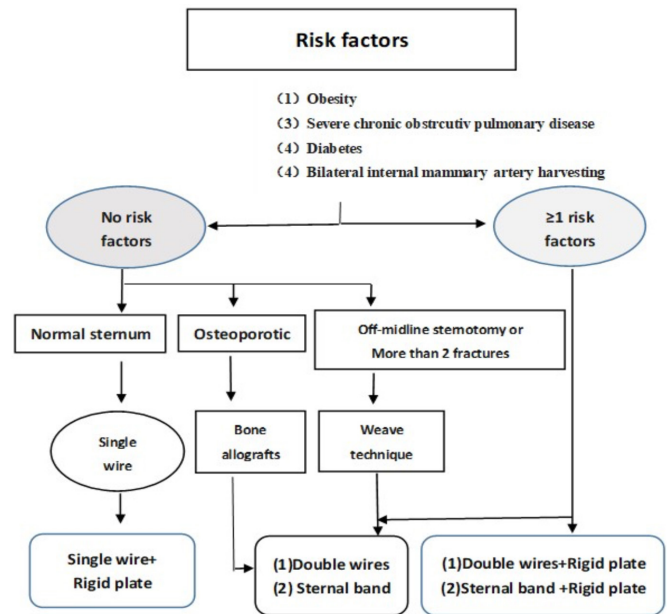 Risk factors
（1）Obesity
（3）Severe chronic obstrcutiv pulmonary disease
（4）Diabetes
（4）Bilateral internal mammary artery harvesting
No risk
factors
≥1 risk
factors
Normal sternum
Osteoporotic
Off-midline stemotomy or
More than 2 fractures
Single
wire
Bone
allografts
Weave
technique
Single wire+
Rigid plate
(1)Double wires
(2) Sternal band
(1)Double wires+Rigid plate
(2)Sternal band +Rigid plate